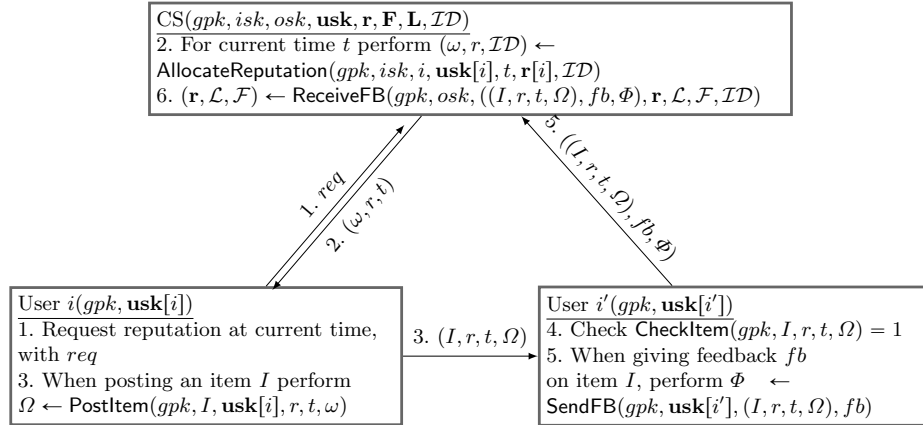 CS(gpk, isk, osk, usk, r, F, L, ID)
2. For current time t perform (ω, r, ID) ←
AllocateReputation(gpk, isk, i, usk[i], t, r[i], ID)
6. (r, L, F) ← ReceiveFB(gpk, osk, ((I, r, t, Ω), fb, Φ), r, L, F, ID)
1. req
2. (ω, r, t)
5. ((I, r, t, Ω), fb, Φ)
User i(gpk, usk[i])
1. Request reputation at current time,
with req
3. When posting an item I perform
Ω ← PostItem(gpk, I, usk[i], r, t, ω)
3. (I, r, t, Ω)
User i′(gpk, usk[i′])
4. Check CheckItem(gpk, I, r, t, Ω) = 1
5. When giving feedback fb
on item I, perform Φ ←
SendFB(gpk, usk[i′], (I, r, t, Ω), fb)